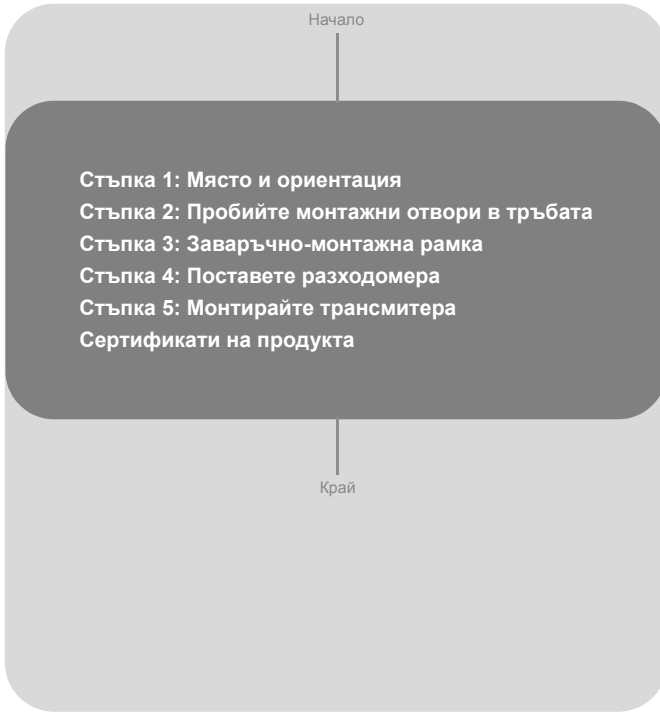 Начало
Стъпка 1: Място и ориентация
Стъпка 2: Пробийте монтажни отвори в тръбата
Стъпка 3: Заваръчно-монтажна рамка
Стъпка 4: Поставете разходомера
Стъпка 5: Монтирайте трансмитера
Сертификати на продукта
Край